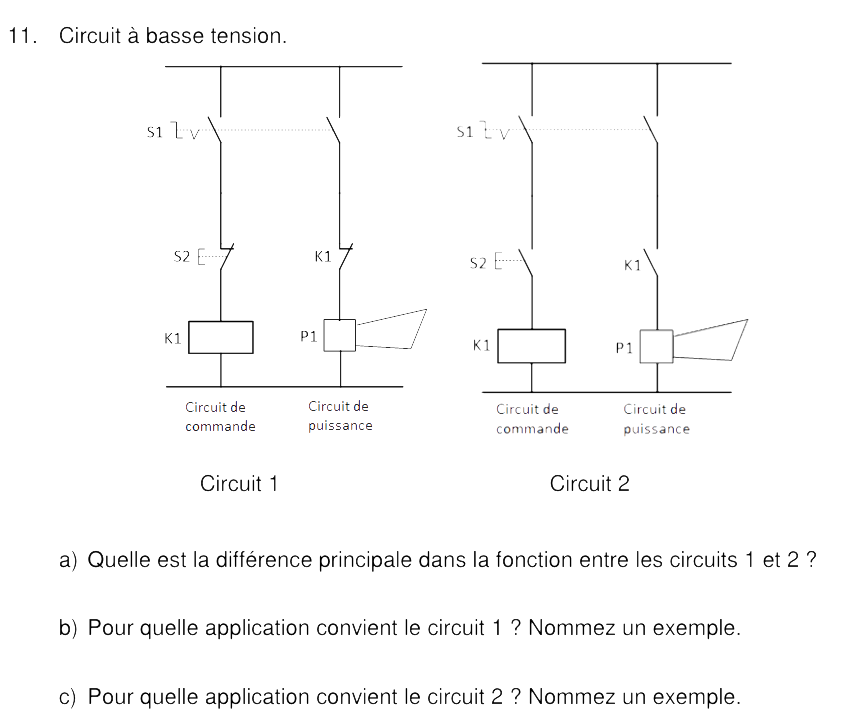 11. Circuit à basse tension.
S1 S1
S2 K1 S2 K1
K1 P1 K1 P1
Circuit de commande Circuit de puissance Circuit de commande Circuit de puissance
Circuit 1 Circuit 2
a) Quelle est la différence principale dans la fonction entre les circuits 1 et 2 ?
b) Pour quelle application convient le circuit 1 ? Nommez un exemple.
c) Pour quelle application convient le circuit 2 ? Nommez un exemple.